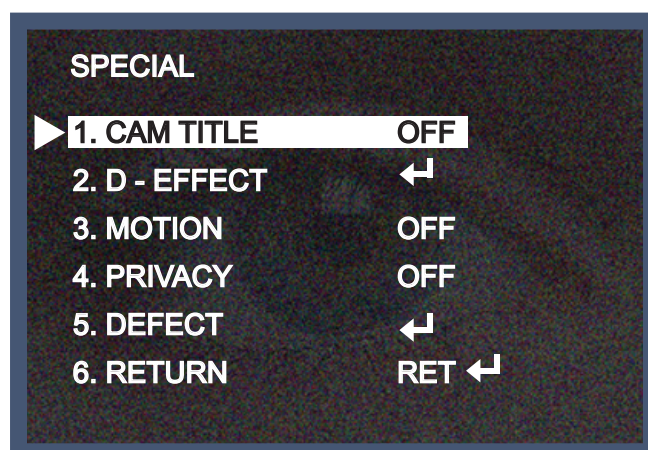 SPECIAL
1. CAM TITLE OFF
2. D - EFFECT ↵
3. MOTION OFF
4. PRIVACY OFF
5. DEFECT ↵
6. RETURN RET ↵